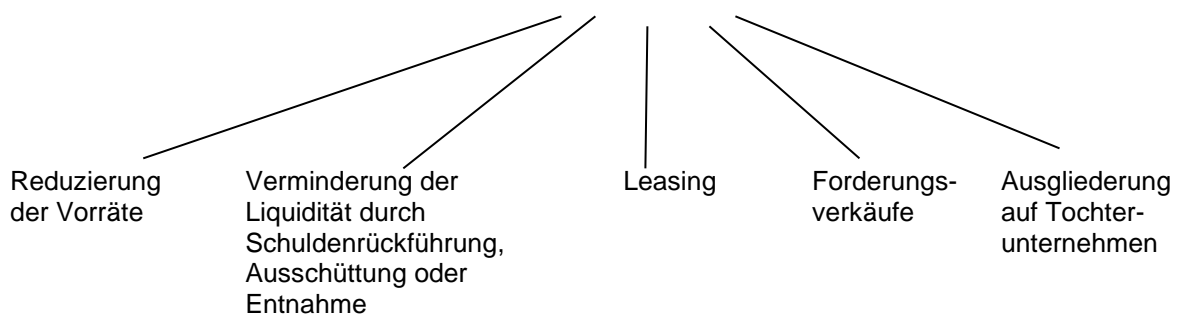 Reduzierung
der Vorräte
Verminderung der
Liquidität durch
Schuldenrückführung,
Ausschüttung oder
Entnahme
Leasing
Forderungs-
verkäufe
Ausgliederung
auf Tochter-
unternehmen